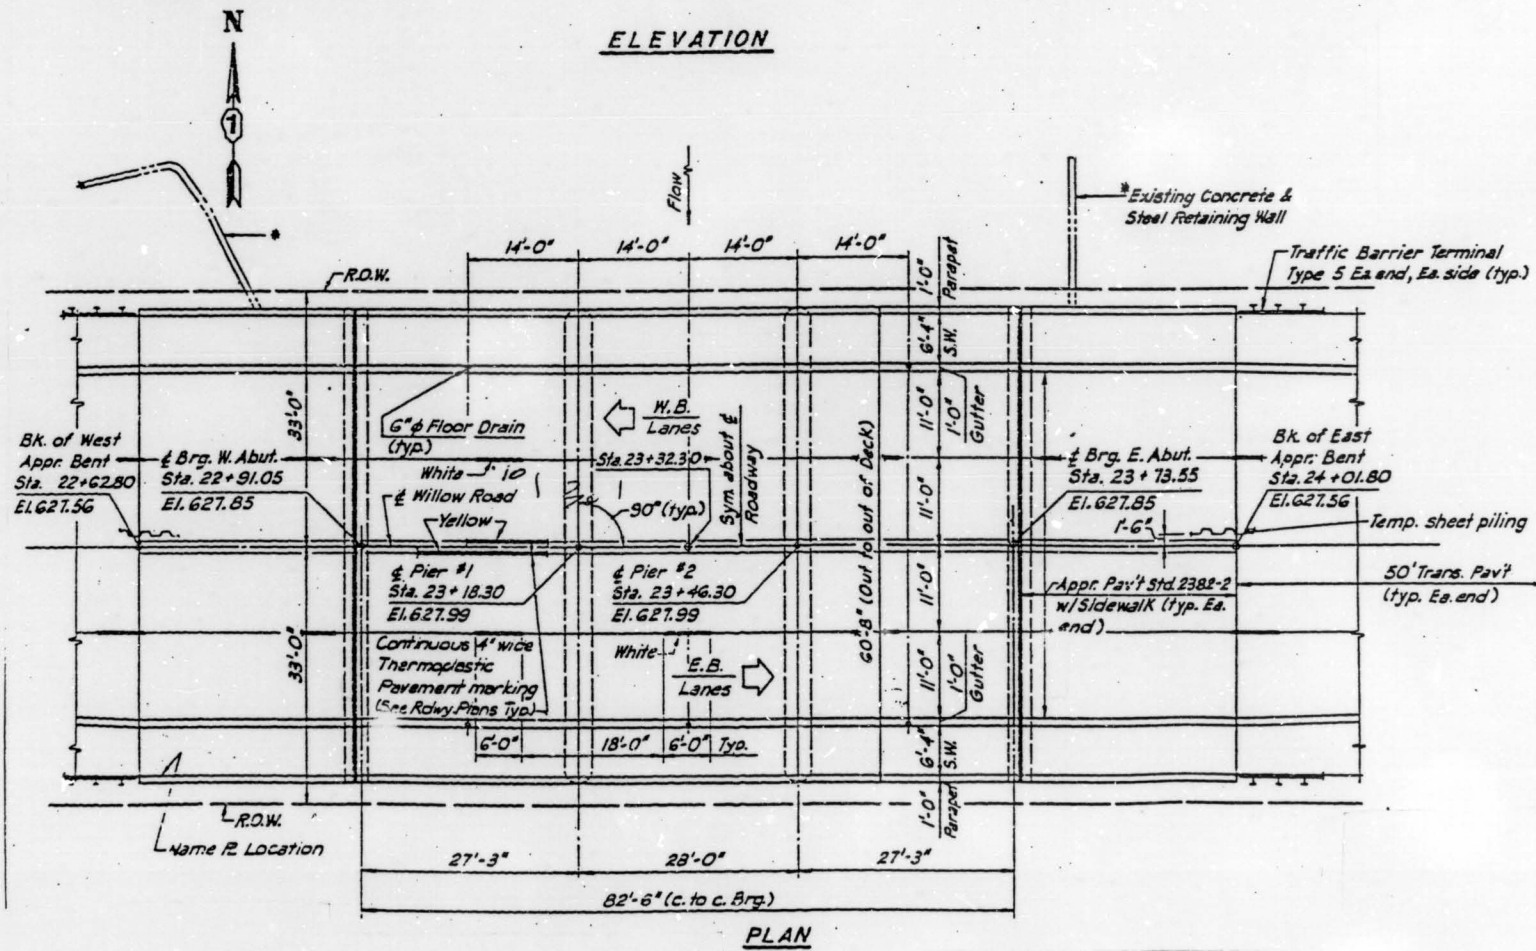 ELEVATION
N
1
Flow
*Existing Concrete &
Steel Retaining Wall
*
Traffic Barrier Terminal
Type 5 Ea. end, Ea. side (typ.)
14'-0" 14'-0" 14'-0" 14'-0"
1'-0"
Parapet
R.O.W.
6'-4"
S.W.
33'-0"
6"ϕ Floor Drain
(typ.)
W.B.
Lanes
11'-0"
1'-0"
Gutter
Bk. of West
Appr. Bent
Sta. 22+62.80
El. 627.56
℄ Brg. W. Abut.
Sta. 22+91.05
El. 627.85
White
10
Sta. 23+32.30
℄ Willow Road
Yellow
90° (typ.)
Sym. about ℄
Roadway
60'-8" (Out to out of Deck)
11'-0"
℄ Brg. E. Abut.
Sta. 23+73.55
El. 627.85
Bk. of East
Appr. Bent
Sta. 24+01.80
El. 627.56
1'-6"
Temp. sheet piling
℄ Pier #1
Sta. 23+18.30
El. 627.99
℄ Pier #2
Sta. 23+46.30
El. 627.99
11'-0"
Appr. Pav't Std. 2382-2
w/Sidewalk (typ. Ea.
end)
50' Trans. Pav't
(typ. Ea. end)
33'-0"
Continuous 4" wide
Thermoplastic
Pavement marking
(See Rdwy. Plans Typ.)
White
E.B.
Lanes
11'-0"
1'-0"
Gutter
6'-0" 18'-0" 6'-0" Typ.
6'-4"
S.W.
1'-0"
Parapet
R.O.W.
Name ℙ Location
27'-3" 28'-0" 27'-3"
82'-6" (c. to c. Brg.)
PLAN